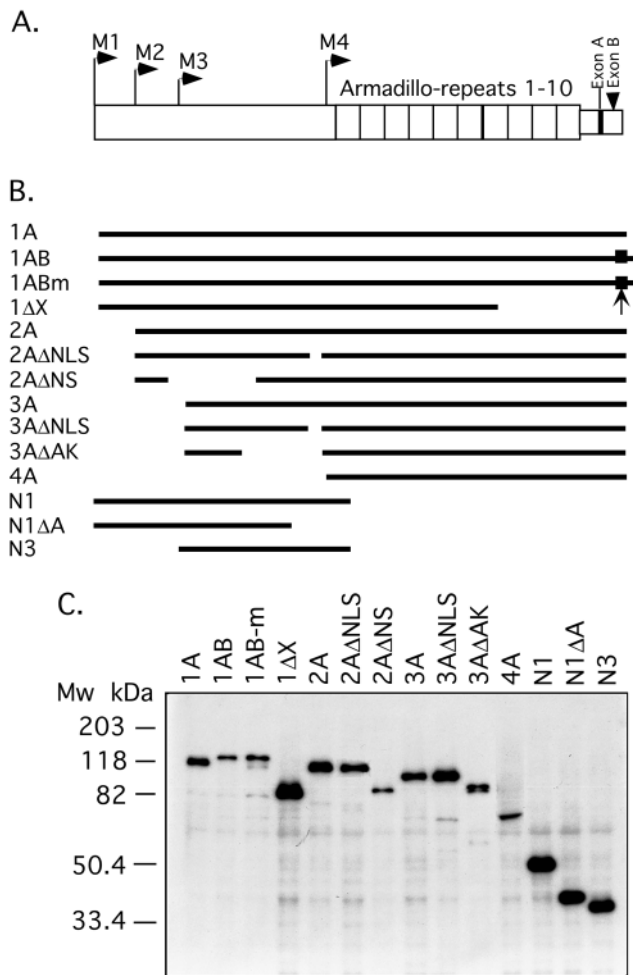 A.
M1
M2
M3
M4
Armadillo-repeats 1-10
Exon A
Exon B
B.
1A
1AB
1ABm
1ΔX
2A
2AΔNLS
2AΔNS
3A
3AΔNLS
3AΔAK
4A
N1
N1ΔA
N3
C.
1A
1AB
1AB-m
1ΔX
2A
2AΔNLS
2AΔNS
3A
3AΔNLS
3AΔAK
4A
N1
N1ΔA
N3
Mw kDa
203
118
82
50.4
33.4